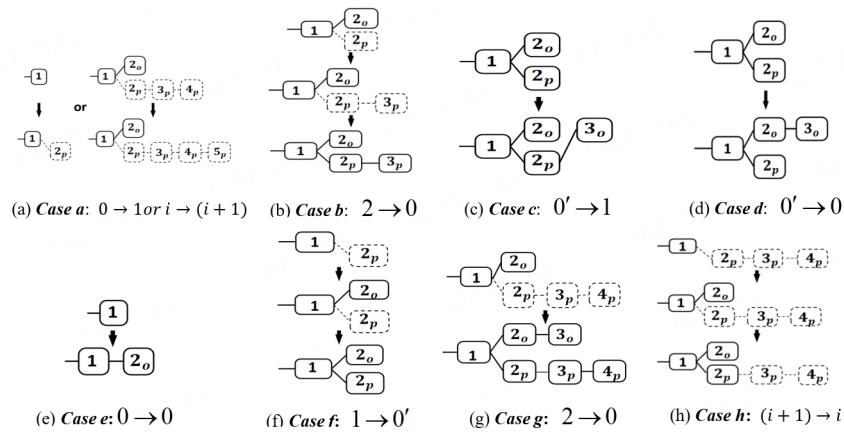 1
2ₒ
1
2ₚ 3ₚ 4ₚ
or
1
2ₚ
2ₒ
1
2ₚ 3ₚ 4ₚ 5ₚ
(a) Case a: 0 → 1or i → (i + 1)
2ₒ
1
2ₚ
2ₒ
1
2ₚ 3ₚ
2ₒ
1
2ₚ 3ₚ
(b) Case b: 2 → 0
2ₒ
1
2ₚ
2ₒ 3ₒ
1
2ₚ
(c) Case c: 0′ → 1
2ₒ
1
2ₚ
2ₒ 3ₒ
1
2ₚ
(d) Case d: 0′ → 0
1
1 2ₒ
(e) Case e: 0 → 0
1
2ₚ
2ₒ
1
2ₚ
2ₒ
1
2ₚ
(f) Case f: 1 → 0′
2ₒ
1
2ₚ 3ₚ 4ₚ
2ₒ 3ₒ
1
2ₚ 3ₚ 4ₚ
(g) Case g: 2 → 0
1
2ₚ 3ₚ 4ₚ
2ₒ
1
2ₚ 3ₚ 4ₚ
2ₒ
1
2ₚ 3ₚ 4ₚ
(h) Case h: (i + 1) → i